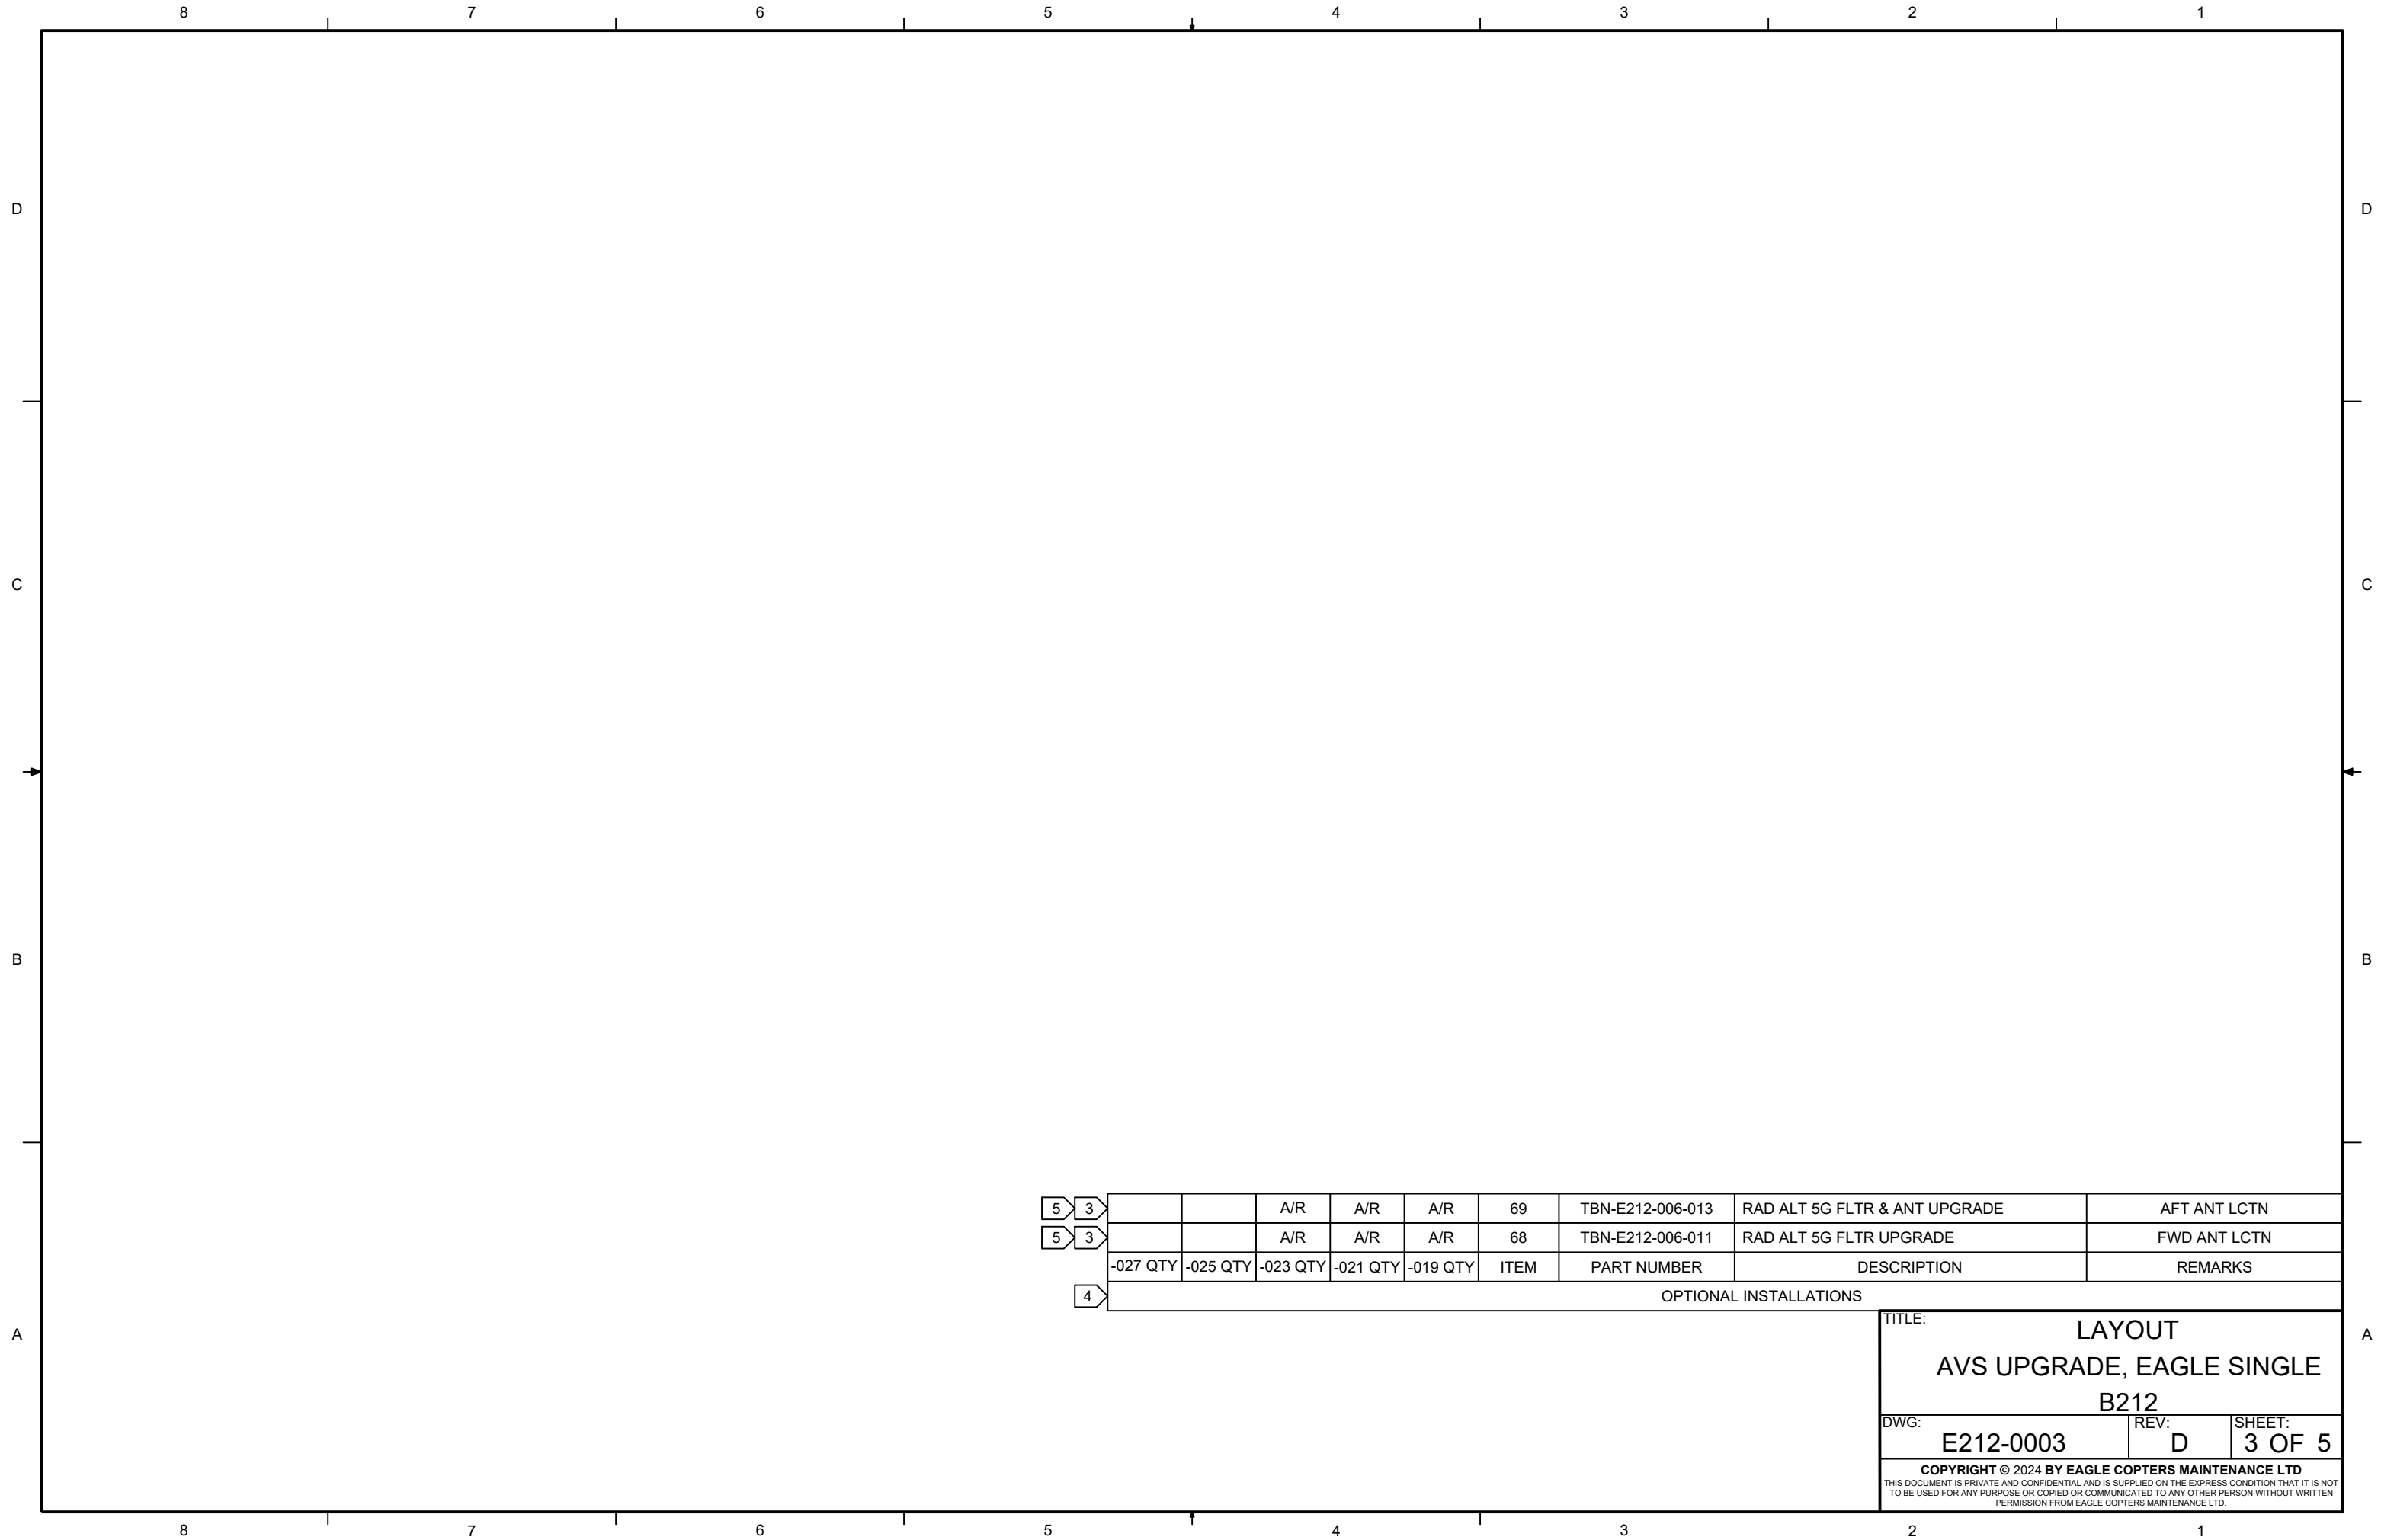 8 7 6 5 4 3 2 1
D D
C C
B B
5 3 A/R A/R A/R 69 TBN-E212-006-013 RAD ALT 5G FLTR & ANT UPGRADE AFT ANT LCTN
5 3 A/R A/R A/R 68 TBN-E212-006-011 RAD ALT 5G FLTR UPGRADE FWD ANT LCTN
-027 QTY -025 QTY -023 QTY -021 QTY -019 QTY ITEM PART NUMBER DESCRIPTION REMARKS
4 OPTIONAL INSTALLATIONS
A A
TITLE:
LAYOUT
AVS UPGRADE, EAGLE SINGLE
B212
DWG: REV: SHEET:
E212-0003 D 3 OF 5
COPYRIGHT © 2024 BY EAGLE COPTERS MAINTENANCE LTD
THIS DOCUMENT IS PRIVATE AND CONFIDENTIAL AND IS SUPPLIED ON THE EXPRESS CONDITION THAT IT IS NOT
TO BE USED FOR ANY PURPOSE OR COPIED OR COMMUNICATED TO ANY OTHER PERSON WITHOUT WRITTEN
PERMISSION FROM EAGLE COPTERS MAINTENANCE LTD.
8 7 6 5 4 3 2 1